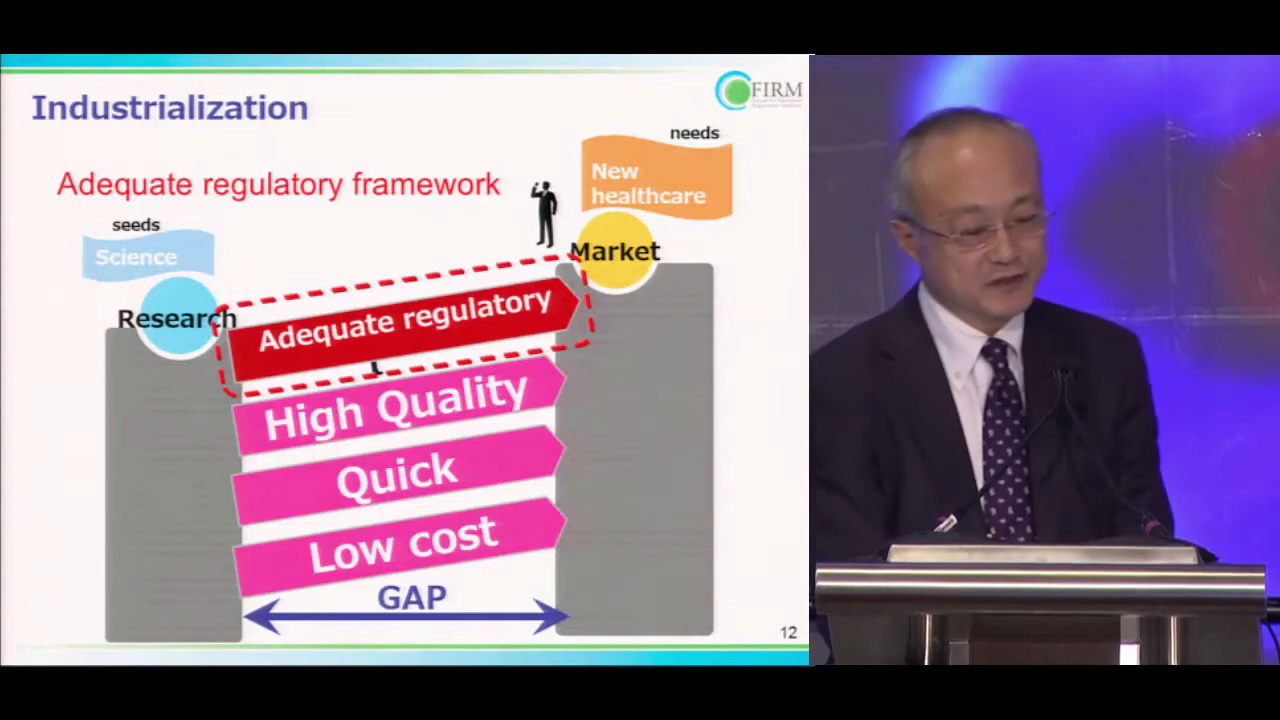 Industrialization
FIRM
needs
New
healthcare
Adequate regulatory framework
seeds
Science
Market
Research
Adequate regulatory
High Quality
Quick
Low cost
GAP
12